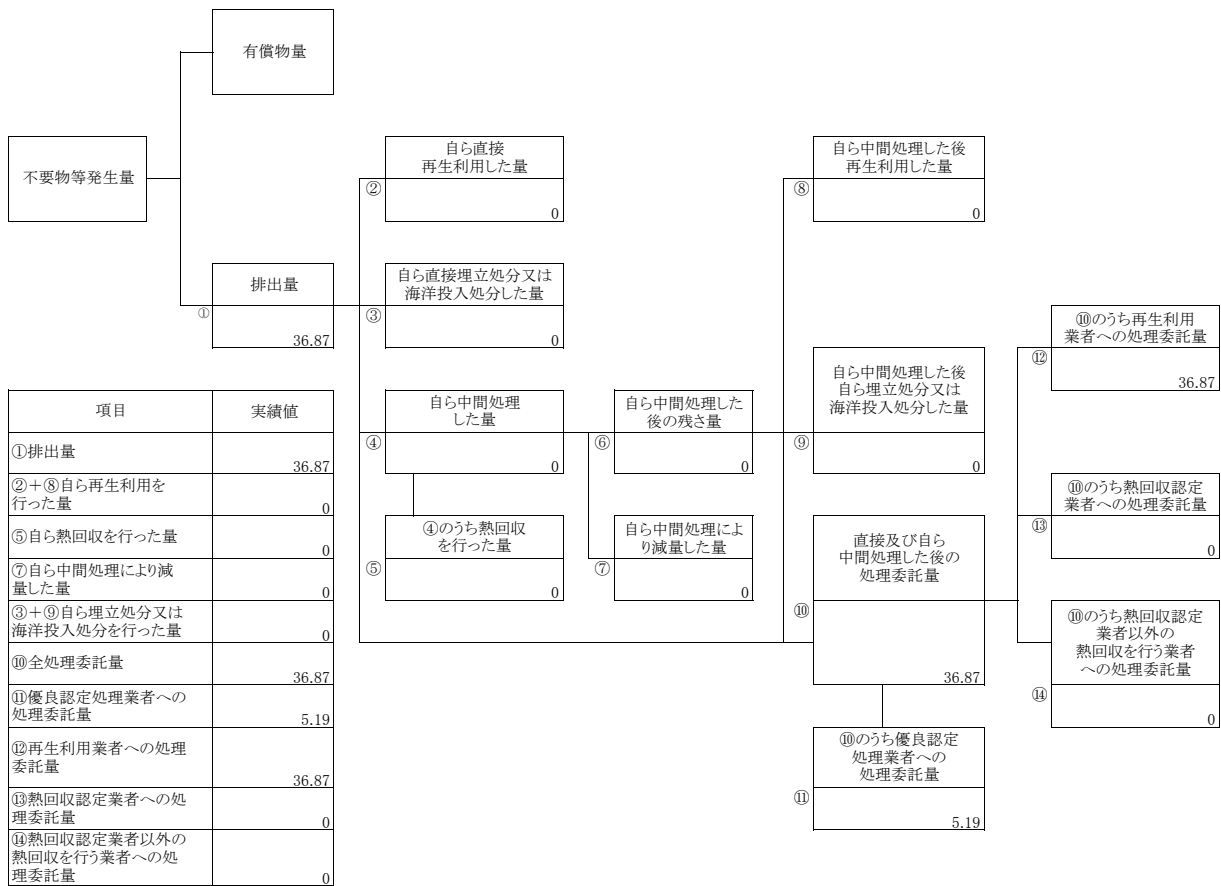 有償物量
不要物等発生量
排出量
①
36.87
自ら直接
再生利用した量
②
0
自ら直接埋立処分又は
海洋投入処分した量
③
0
自ら中間処理
した量
④
0
④のうち熱回収
を行った量
⑤
0
自ら中間処理した
後の残さ量
⑥
0
自ら中間処理によ
り減量した量
⑦
0
自ら中間処理した後
再生利用した量
⑧
0
自ら中間処理した後
自ら埋立処分又は
海洋投入処分した量
⑨
0
直接及び自ら
中間処理した後の
処理委託量
⑩
36.87
⑩のうち優良認定
処理業者への
処理委託量
⑪
5.19
⑩のうち再生利用
業者への処理委託量
⑫
36.87
⑩のうち熱回収認定
業者への処理委託量
⑬
0
⑩のうち熱回収認定
業者以外の
熱回収を行う業者
への処理委託量
⑭
0
項目 実績値
①排出量
36.87
②+⑧自ら再生利用を
行った量
0
⑤自ら熱回収を行った量
0
⑦自ら中間処理により減
量した量
0
③+⑨自ら埋立処分又は
海洋投入処分を行った量
0
⑩全処理委託量
36.87
⑪優良認定処理業者への
処理委託量
5.19
⑫再生利用業者への処理
委託量
36.87
⑬熱回収認定業者への処
理委託量
0
⑭熱回収認定業者以外の
熱回収を行う業者への処
理委託量
0